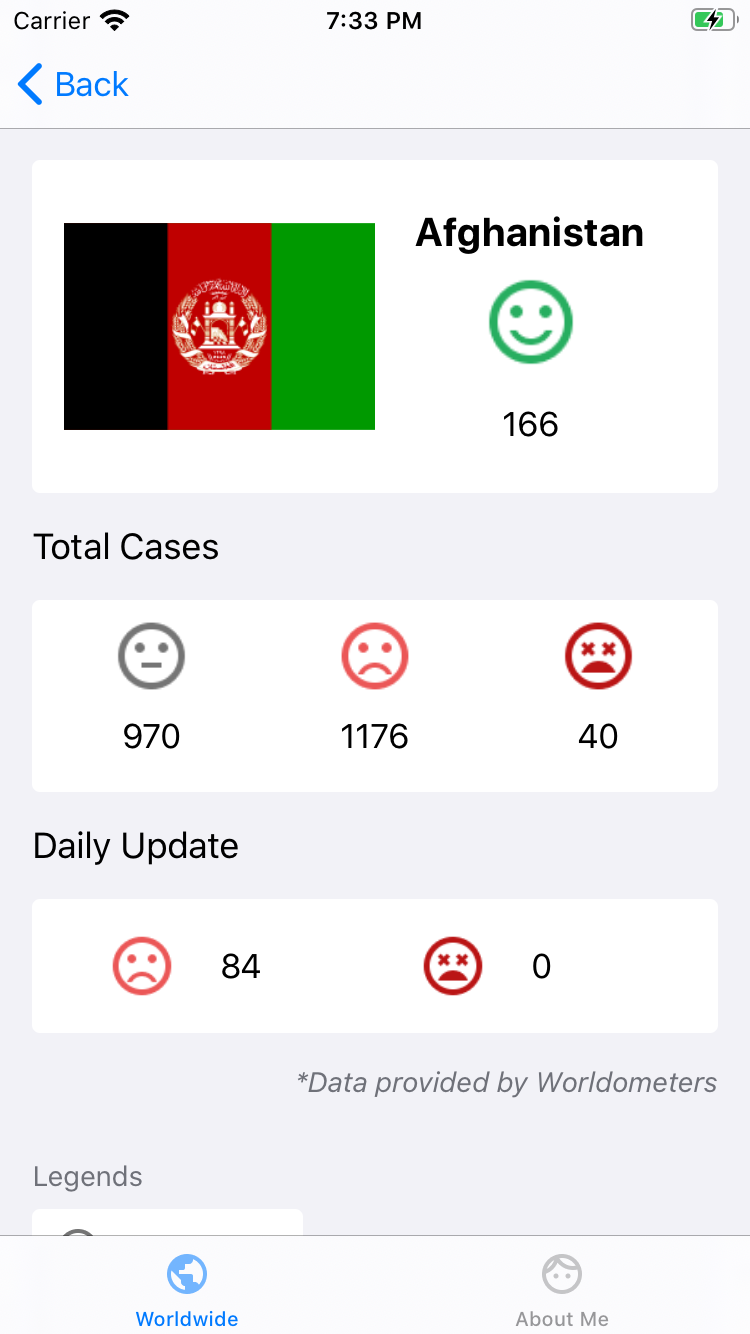 Carrier 7:33 PM
Back
Afghanistan
166
Total Cases
970 1176 40
Daily Update
84 0
*Data provided by Worldometers
Legends
Worldwide About Me